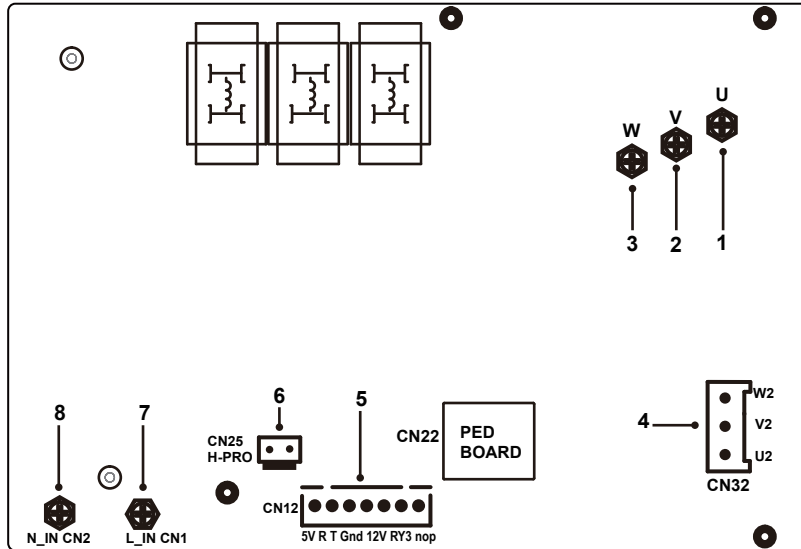 U
V
W
3
2
1
8
7
6
5
4
CN25
H-PRO
CN22
PED
BOARD
W2
V2
U2
CN32
CN12
5V R T Gnd 12V RY3 nop
N_IN CN2
L_IN CN1